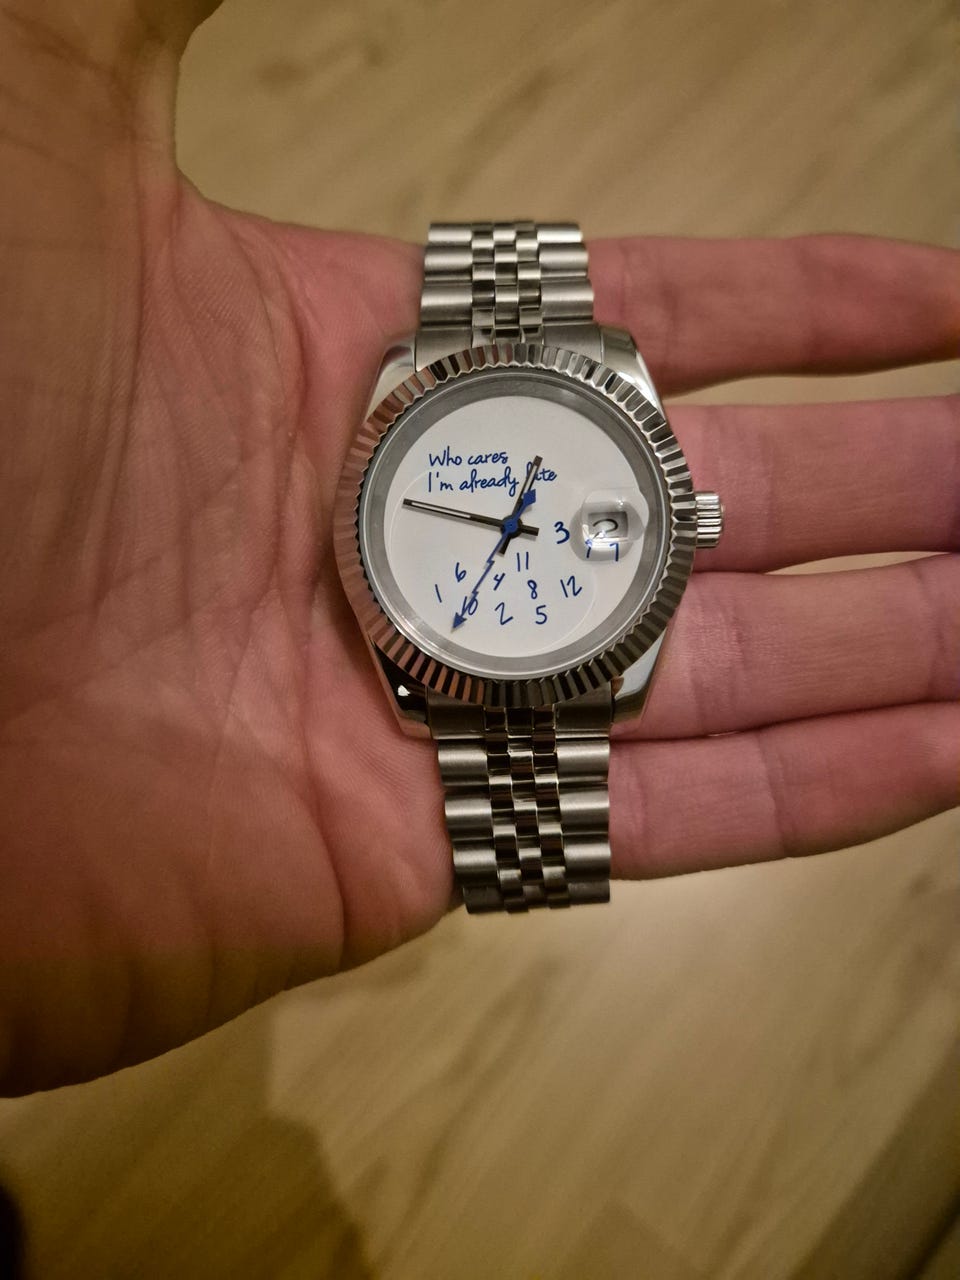 Who cares
I'm already late
3 ?
7
11
6 4 8 12
1 10 2 5